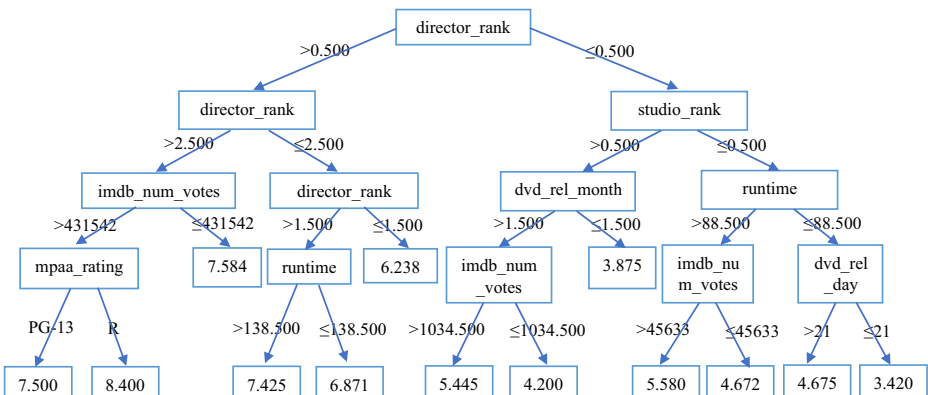 director_rank
>0.500
≤0.500
director_rank
studio_rank
>2.500
≤2.500
>0.500
≤0.500
imdb_num_votes
director_rank
dvd_rel_month
runtime
>431542
≤431542
>1.500
≤1.500
>1.500
≤1.500
>88.500
≤88.500
mpaa_rating
7.584
runtime
6.238
imdb_num
_votes
3.875
imdb_nu
m_votes
dvd_rel
_day
PG-13
R
>138.500
≤138.500
>1034.500
≤1034.500
>45633
≤45633
>21
≤21
7.500
8.400
7.425
6.871
5.445
4.200
5.580
4.672
4.675
3.420